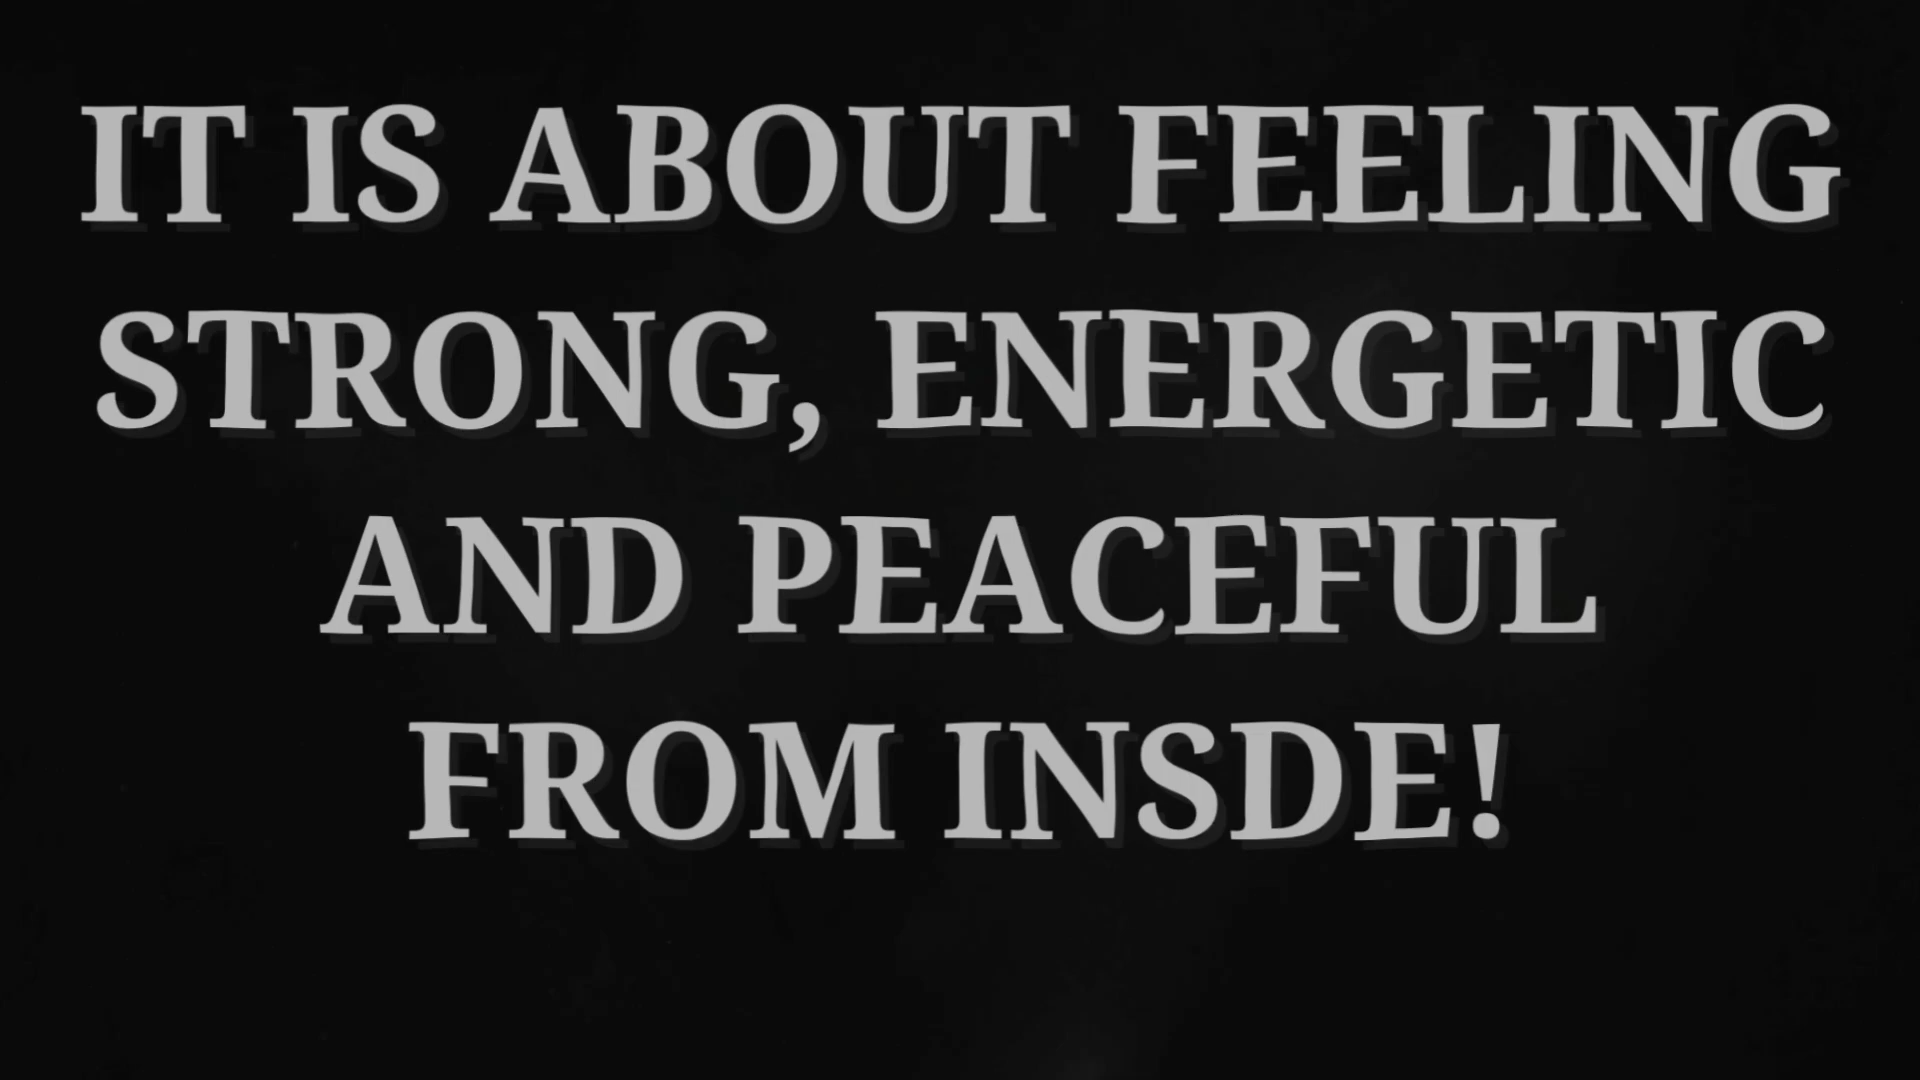 IT IS ABOUT FEELING
STRONG, ENERGETIC
AND PEACEFUL
FROM INSDE!